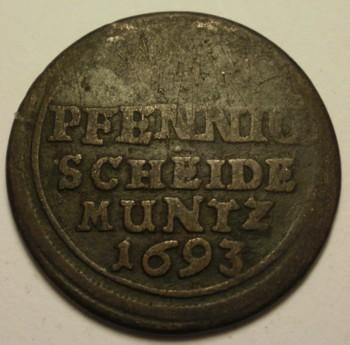 PFENNIG
SCHEIDE
MUNTZ
1693